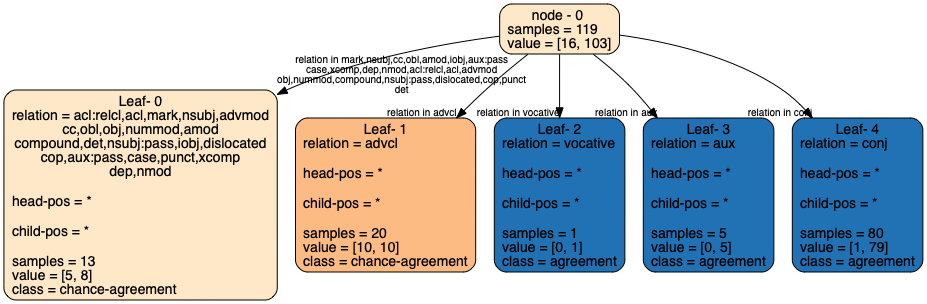 node - 0
samples = 119
value = [16, 103]
relation in mark,nsubj,cc,obl,amod,iobj,aux:pass
case,xcomp,dep,nmod,acl:relcl,acl,advmod
obj,nummod,compound,nsubj:pass,dislocated,cop,punct
det
relation in advcl
relation in vocative
relation in aux
relation in conj
Leaf- 0
relation = acl:relcl,acl,mark,nsubj,advmod
cc,obl,obj,nummod,amod
compound,det,nsubj:pass,iobj,dislocated
cop,aux:pass,case,punct,xcomp
dep,nmod
head-pos = *
child-pos = *
samples = 13
value = [5, 8]
class = chance-agreement
Leaf- 1
relation = advcl
head-pos = *
child-pos = *
samples = 20
value = [10, 10]
class = chance-agreement
Leaf- 2
relation = vocative
head-pos = *
child-pos = *
samples = 1
value = [0, 1]
class = agreement
Leaf- 3
relation = aux
head-pos = *
child-pos = *
samples = 5
value = [0, 5]
class = agreement
Leaf- 4
relation = conj
head-pos = *
child-pos = *
samples = 80
value = [1, 79]
class = agreement